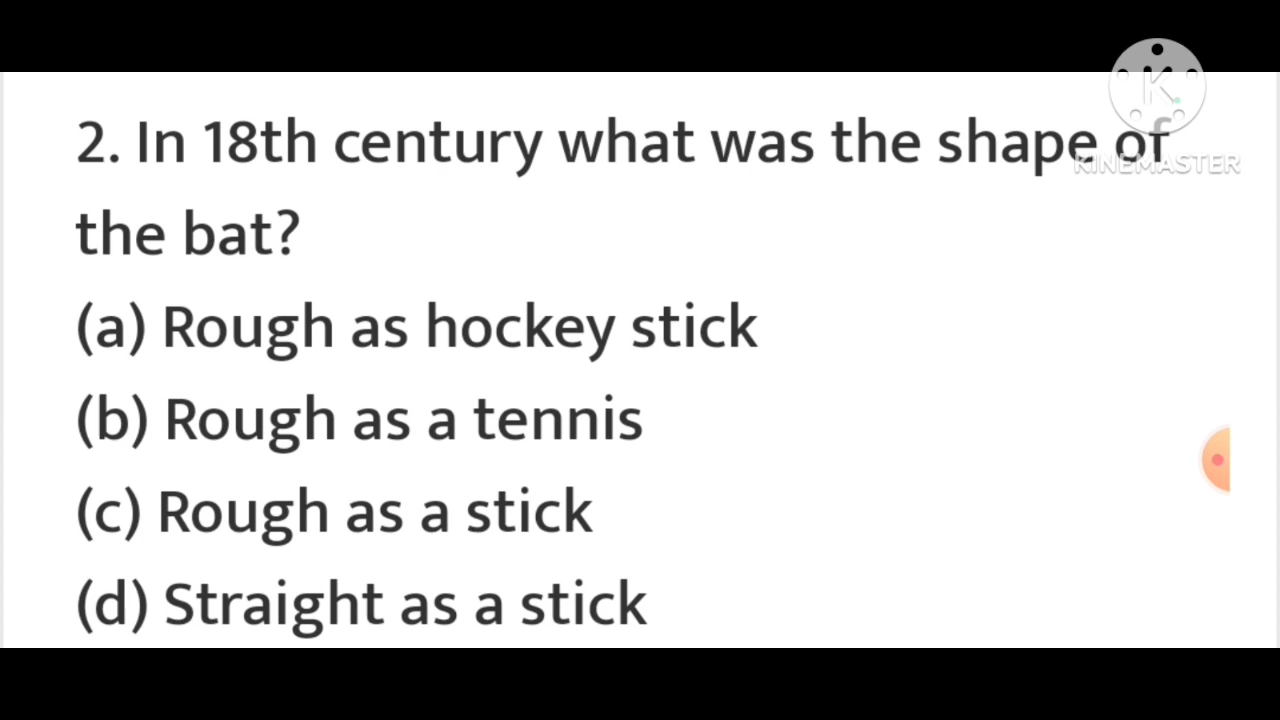 2. In 18th century what was the shape of
the bat?
(a) Rough as hockey stick
(b) Rough as a tennis
(c) Rough as a stick
(d) Straight as a stick
K
KINEMASTER